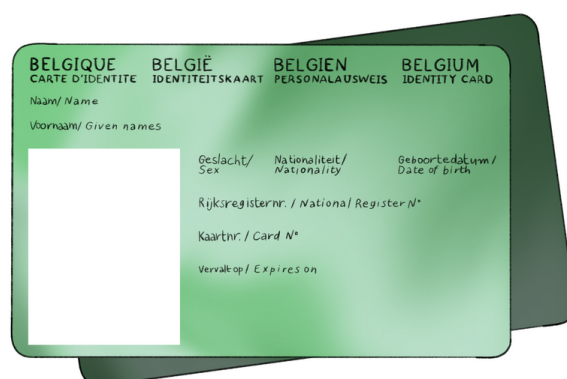 BELGIQUE BELGIË BELGIEN BELGIUM
CARTE D'IDENTITE IDENTITEITSKAART PERSONALAUSWEIS IDENTITY CARD
Naam/ Name
Voornaam/ Given names
Geslacht/ Nationaliteit/ Geboortedatum/
Sex Nationality Date of birth
Rijksregisternr. / National Register N°
Kaartnr. / Card N°
Vervalt op / Expires on